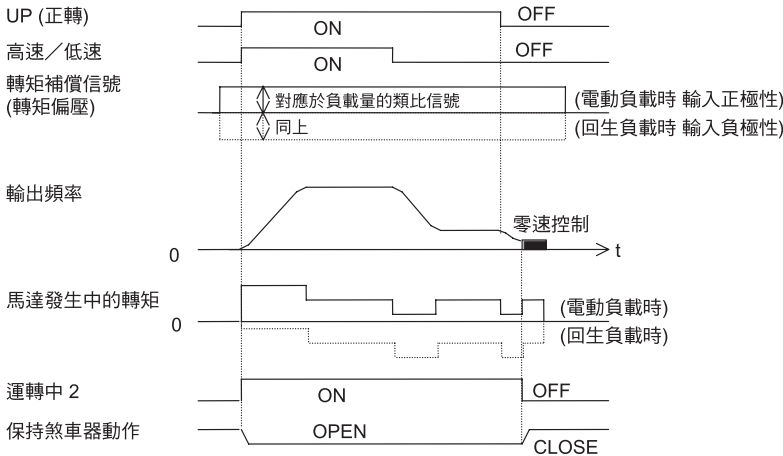 UP (正轉)
ON
OFF
高速／低速
ON
OFF
轉矩補償信號
(轉矩偏壓)
對應於負載量的類比信號
(電動負載時 輸入正極性)
同上
(回生負載時 輸入負極性)
輸出頻率
零速控制
0
t
馬達發生中的轉矩
(電動負載時)
0
(回生負載時)
運轉中 2
ON
OFF
保持煞車器動作
OPEN
CLOSE